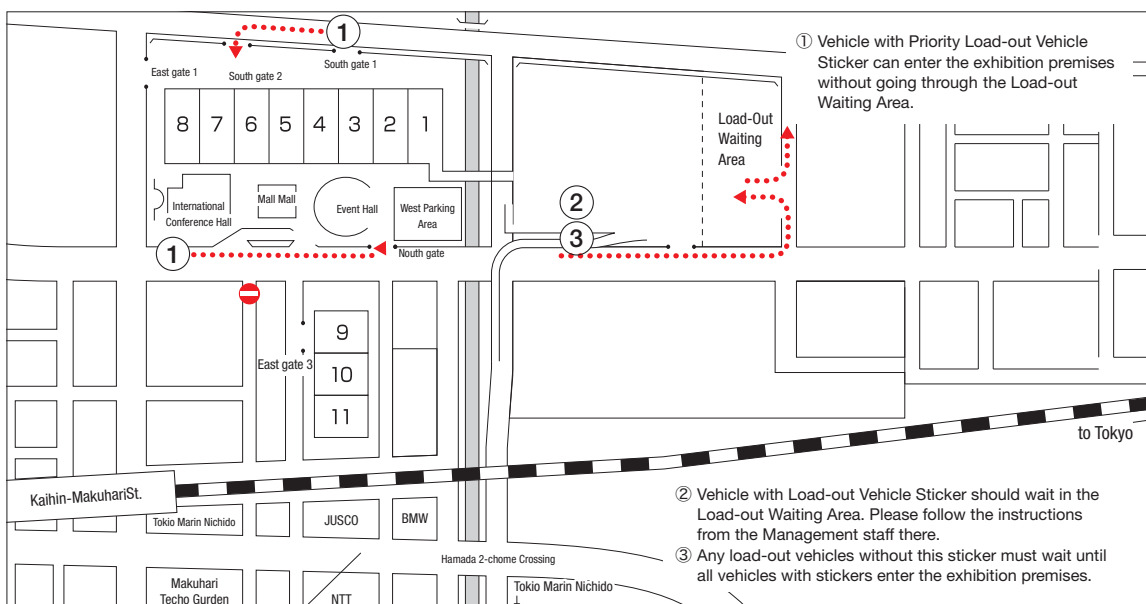 ①
① Vehicle with Priority Load-out Vehicle
Sticker can enter the exhibition premises
without going through the Load-out
Waiting Area.
East gate 1
South gate 2
South gate 1
8 7 6 5 4 3 2 1
Load-Out
Waiting
Area
International
Conference Hall
Mall Mall
Event Hall
West Parking
Area
②
③
①
Nouth gate
9
East gate 3
10
11
to Tokyo
Kaihin-MakuhariSt.
② Vehicle with Load-out Vehicle Sticker should wait in the
Load-out Waiting Area. Please follow the instructions
from the Management staff there.
③ Any load-out vehicles without this sticker must wait until
all vehicles with stickers enter the exhibition premises.
Tokio Marin Nichido
JUSCO
BMW
Hamada 2-chome Crossing
Makuhari
Techo Gurden
NTT
Tokio Marin Nichido